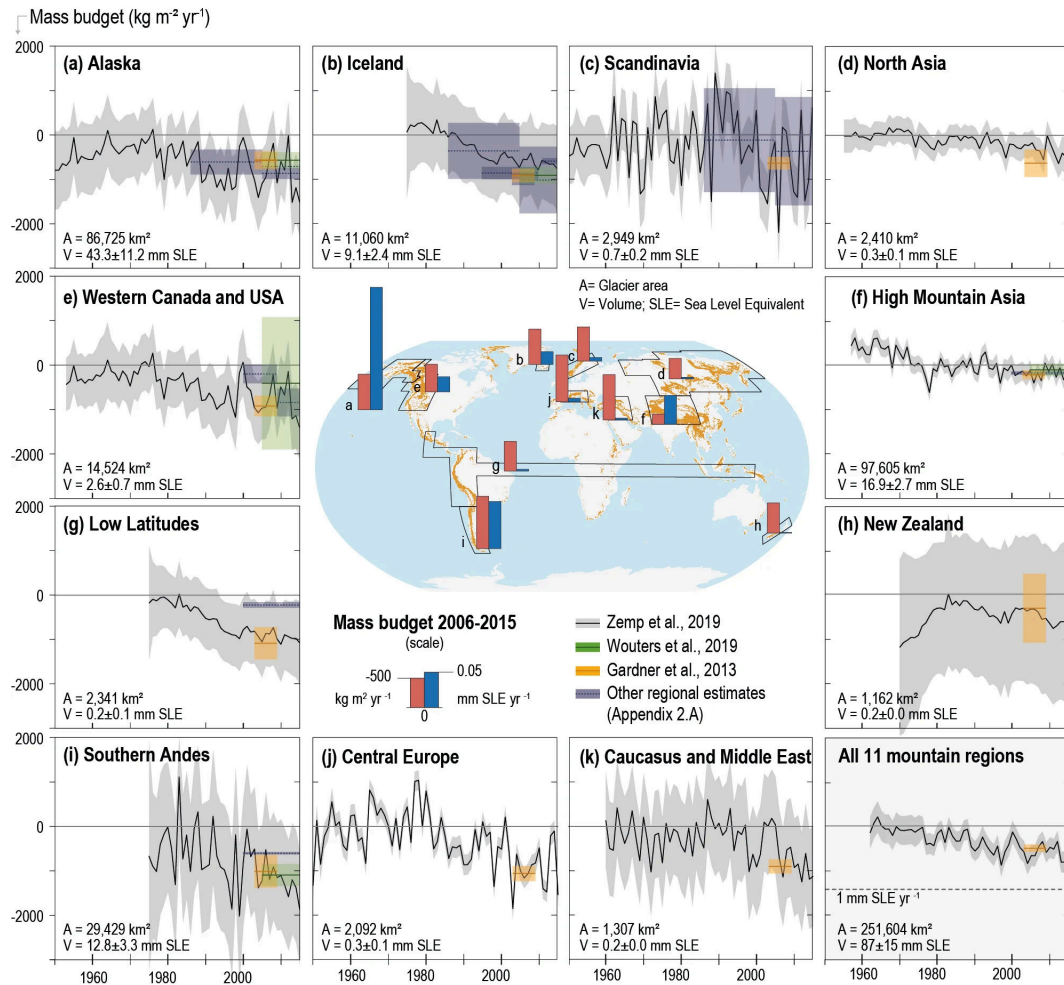 Mass budget (kg m⁻² yr⁻¹)
2000
0
-2000
(a) Alaska
A = 86,725 km²
V = 43.3±11.2 mm SLE
(b) Iceland
A = 11,060 km²
V = 9.1±2.4 mm SLE
(c) Scandinavia
A = 2,949 km²
V = 0.7±0.2 mm SLE
(d) North Asia
A = 2,410 km²
V = 0.3±0.1 mm SLE
2000
0
-2000
e) Western Canada and USA
A = 14,524 km²
V = 2.6±0.7 mm SLE
A= Glacier area
V= Volume; SLE= Sea Level Equivalent
a
b
c
d
e
f
g
h
i
j
k
(f) High Mountain Asia
A = 97,605 km²
V = 16.9±2.7 mm SLE
2000
0
-2000
(g) Low Latitudes
A = 2,341 km²
V = 0.2±0.1 mm SLE
Mass budget 2006-2015
(scale)
-500
0.05
kg m² yr ⁻¹
mm SLE yr ⁻¹
0
Zemp et al., 2019
Wouters et al., 2019
Gardner et al., 2013
Other regional estimates
(Appendix 2.A)
(h) New Zealand
A = 1,162 km²
V = 0.2±0.0 mm SLE
2000
0
-2000
(i) Southern Andes
A = 29,429 km²
V = 12.8±3.3 mm SLE
(j) Central Europe
A = 2,092 km²
V = 0.3±0.1 mm SLE
(k) Caucasus and Middle East
A = 1,307 km²
V = 0.2±0.0 mm SLE
All 11 mountain regions
1 mm SLE yr ⁻¹
A = 251,604 km²
V = 87±15 mm SLE
1960 1980 2000
1960 1980 2000
1960 1980 2000
1960 1980 2000